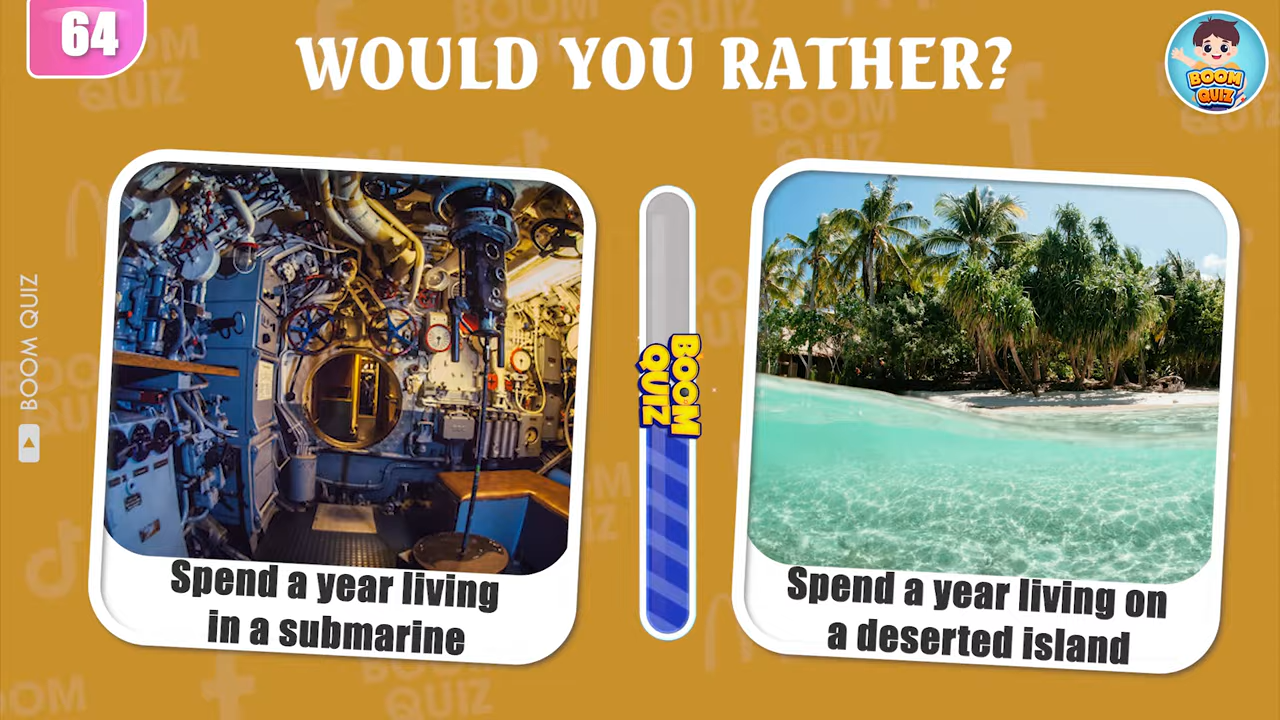 64
WOULD YOU RATHER?
BOOM
QUIZ
BOOM QUIZ
BOOM
QUIZ
Spend a year living
in a submarine
Spend a year living on
a deserted island